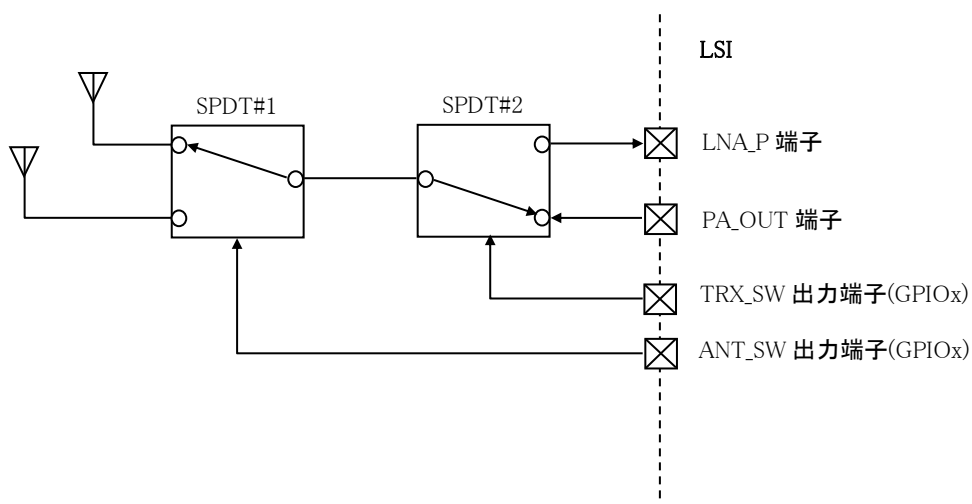 LSI
SPDT#1
SPDT#2
LNA_P 端子
PA_OUT 端子
TRX_SW 出力端子(GPIOx)
ANT_SW 出力端子(GPIOx)